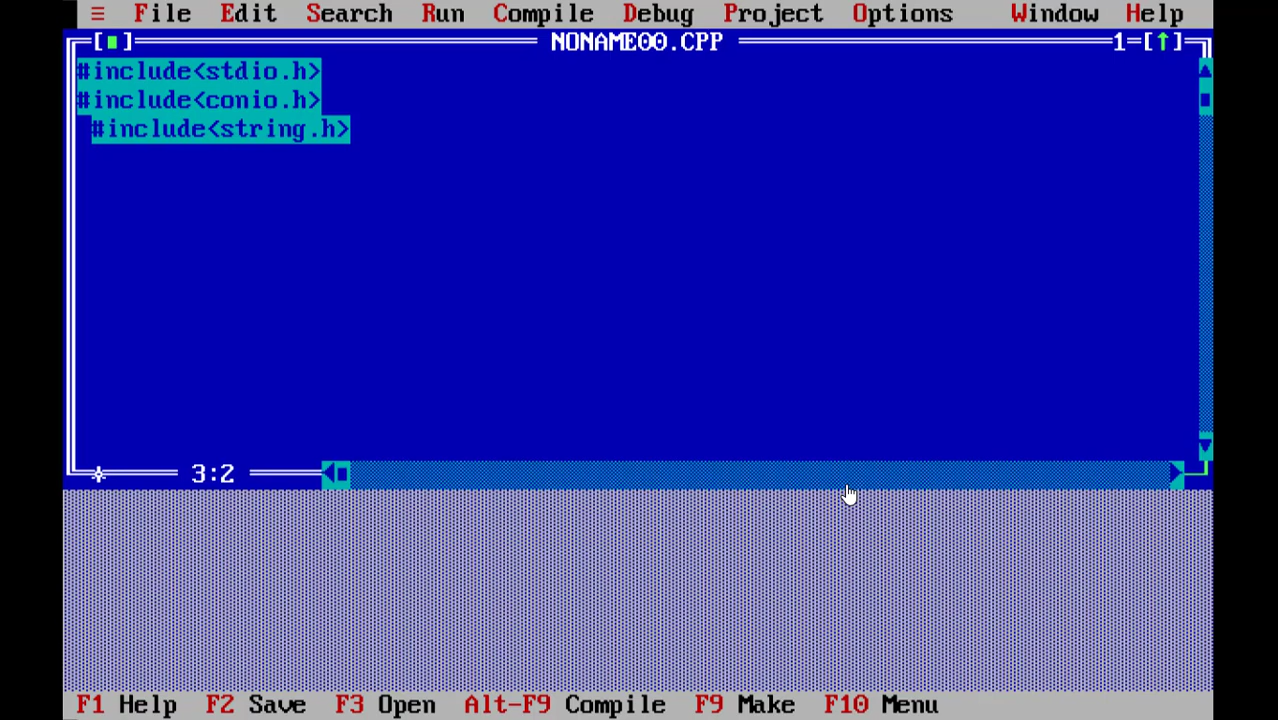 ≡ File Edit Search Run Compile Debug Project Options Window Help
[■] NONAME00.CPP 1=[↑]
#include<stdio.h>
#include<conio.h>
#include<string.h>
3:2
F1 Help F2 Save F3 Open Alt-F9 Compile F9 Make F10 Menu